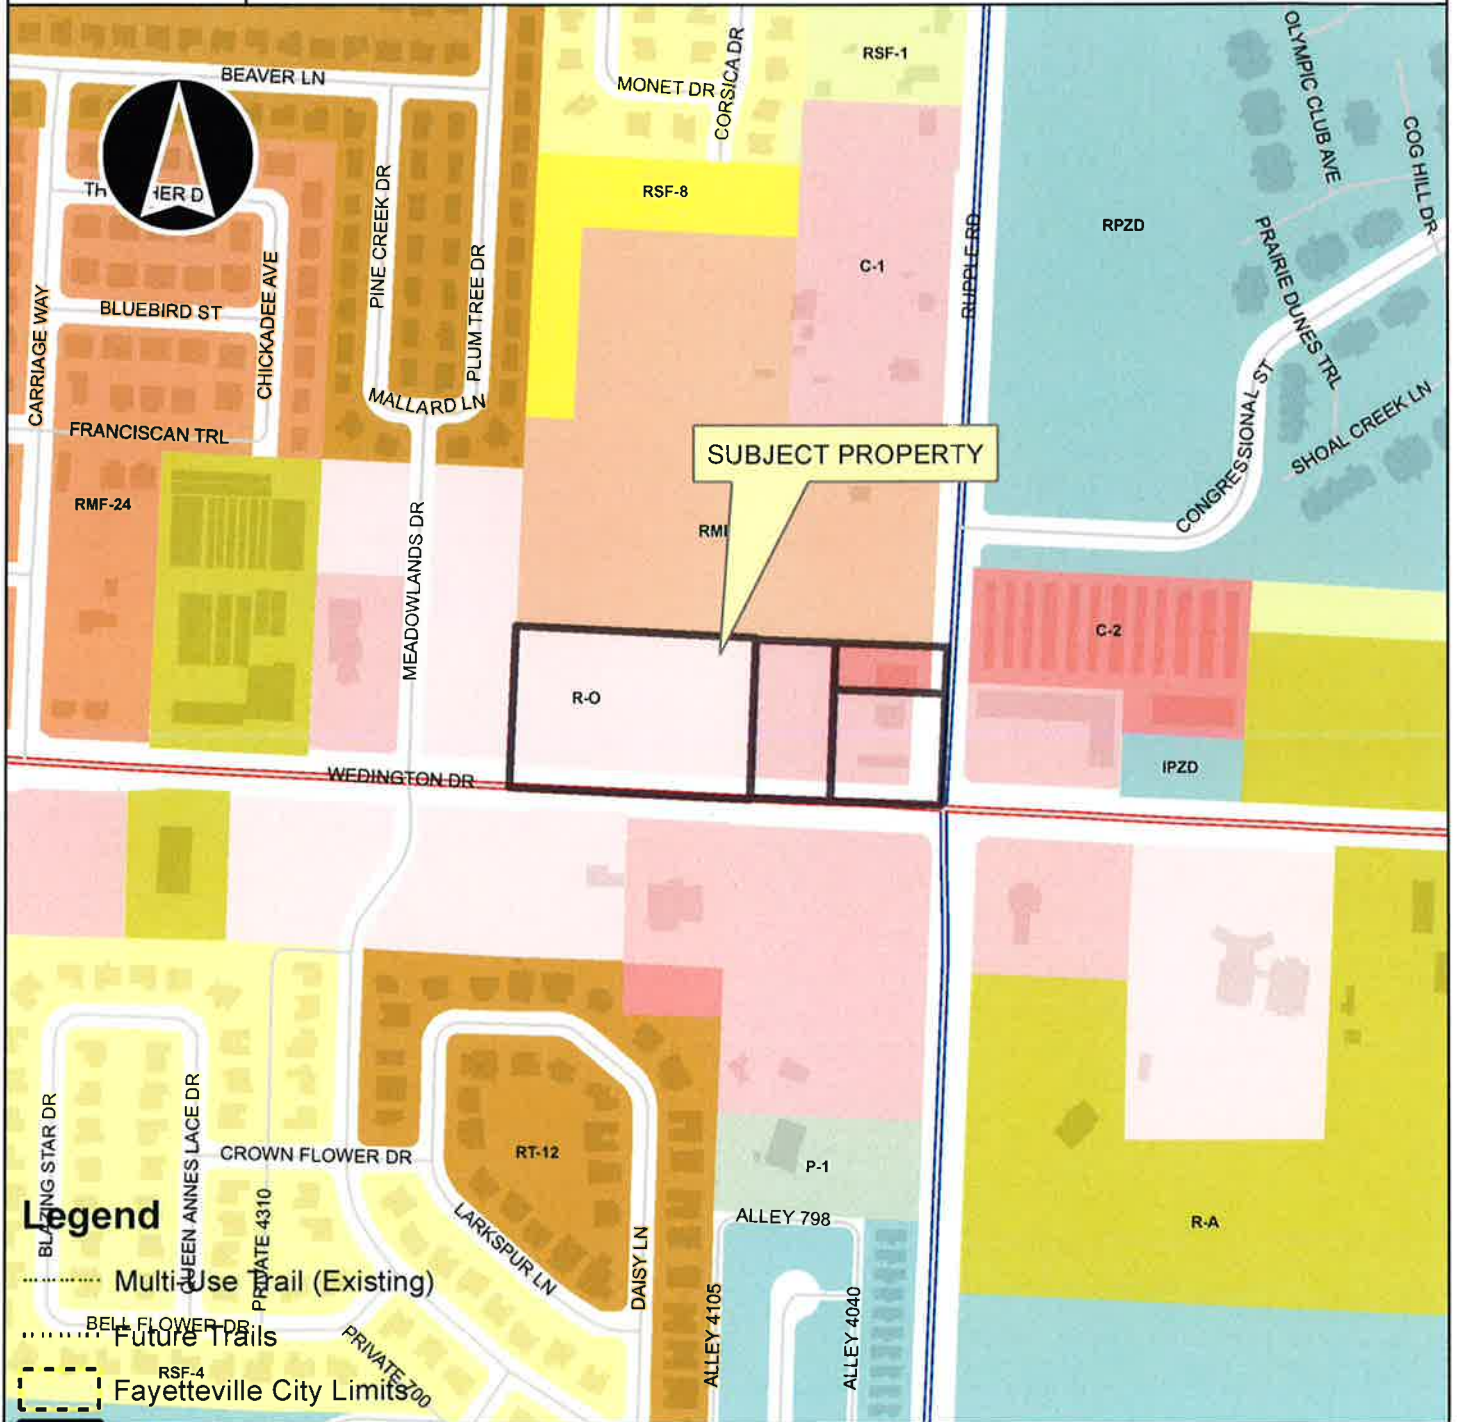 BEAVER LN
MONET DR
CORSICA DR
RSF-1
OLYMPIC CLUB AVE
COG HILL DR
PINE CREEK DR
RSF-8
RPZD
PLUM TREE DR
RUPPLE RD
PRAIRIE DUNES TRL
C-1
CHICKADEE AVE
BLUEBIRD ST
CARRIAGE WAY
MALLARD LN
FRANCISCAN TRL
CONGRESSIONAL ST
SHOAL CREEK LN
SUBJECT PROPERTY
RMF-24
MEADOWLANDS DR
C-2
R-O
WEDINGTON DR
IPZD
BLAZING STAR DR
QUEEN ANNES LACE DR
CROWN FLOWER DR
RT-12
P-1
PRIVATE 4310
LARKSPUR LN
ALLEY 798
R-A
DAISY LN
ALLEY 4105
ALLEY 4040
Legend
Multi-Use Trail (Existing)
BELL FLOWER DR
Future Trails
PRIVATE 700
RSF-4
Fayetteville City Limits